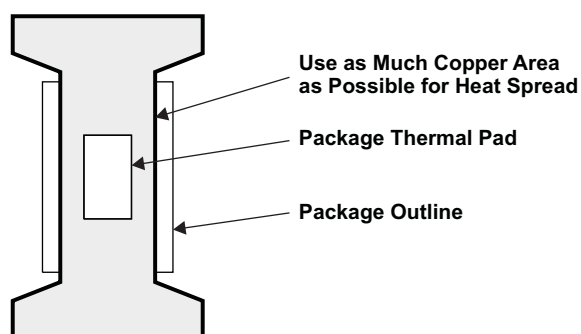 Use as Much Copper Area
as Possible for Heat Spread
Package Thermal Pad
Package Outline